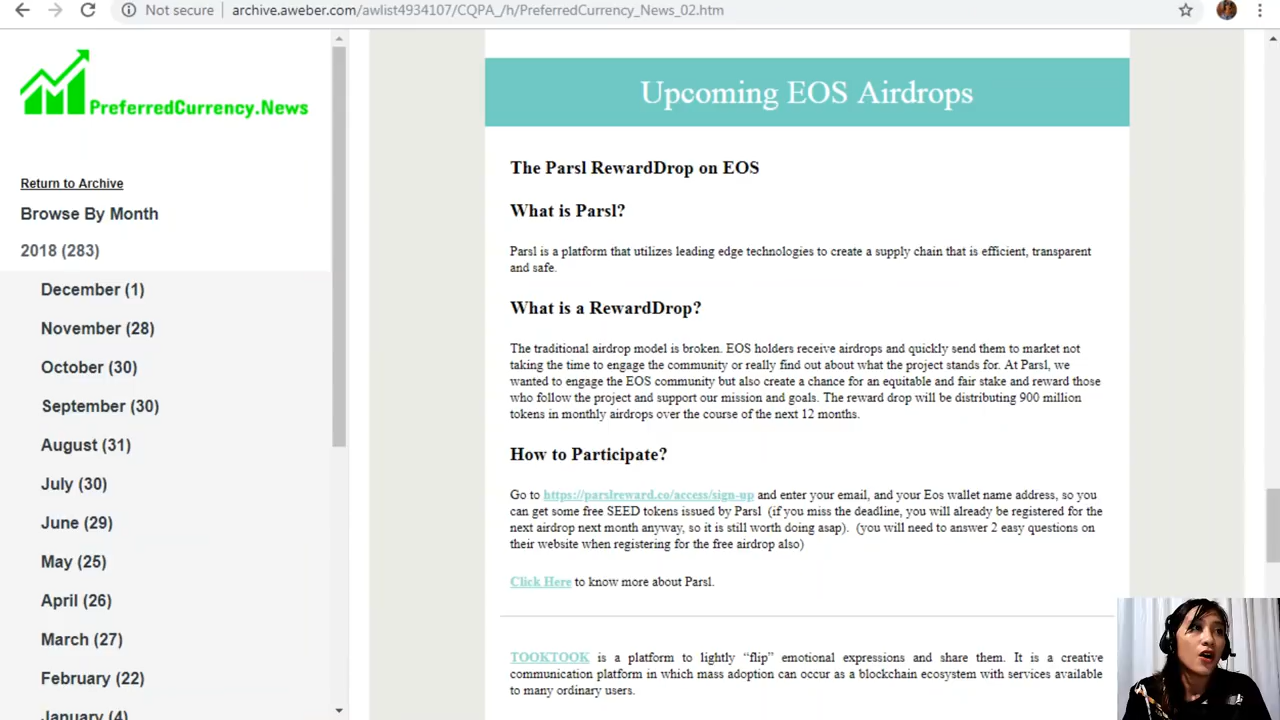 Not secure | archive.aweber.com/awlist4934107/CQPA_/h/PreferredCurrency_News_02.htm
PreferredCurrency.News
Return to Archive
Browse By Month
2018 (283)
December (1)
November (28)
October (30)
September (30)
August (31)
July (30)
June (29)
May (25)
April (26)
March (27)
February (22)
January (4)
Upcoming EOS Airdrops
The Parsl RewardDrop on EOS
What is Parsl?
Parsl is a platform that utilizes leading edge technologies to create a supply chain that is efficient, transparent
and safe.
What is a RewardDrop?
The traditional airdrop model is broken. EOS holders receive airdrops and quickly send them to market not
taking the time to engage the community or really find out about what the project stands for. At Parsl, we
wanted to engage the EOS community but also create a chance for an equitable and fair stake and reward those
who follow the project and support our mission and goals. The reward drop will be distributing 900 million
tokens in monthly airdrops over the course of the next 12 months.
How to Participate?
Go to https://parslreward.co/access/sign-up and enter your email, and your Eos wallet name address, so you
can get some free SEED tokens issued by Parsl (if you miss the deadline, you will already be registered for the
next airdrop next month anyway, so it is still worth doing asap). (you will need to answer 2 easy questions on
their website when registering for the free airdrop also)
Click Here to know more about Parsl.
TOOKTOOK is a platform to lightly “flip” emotional expressions and share them. It is a creative
communication platform in which mass adoption can occur as a blockchain ecosystem with services available
to many ordinary users.